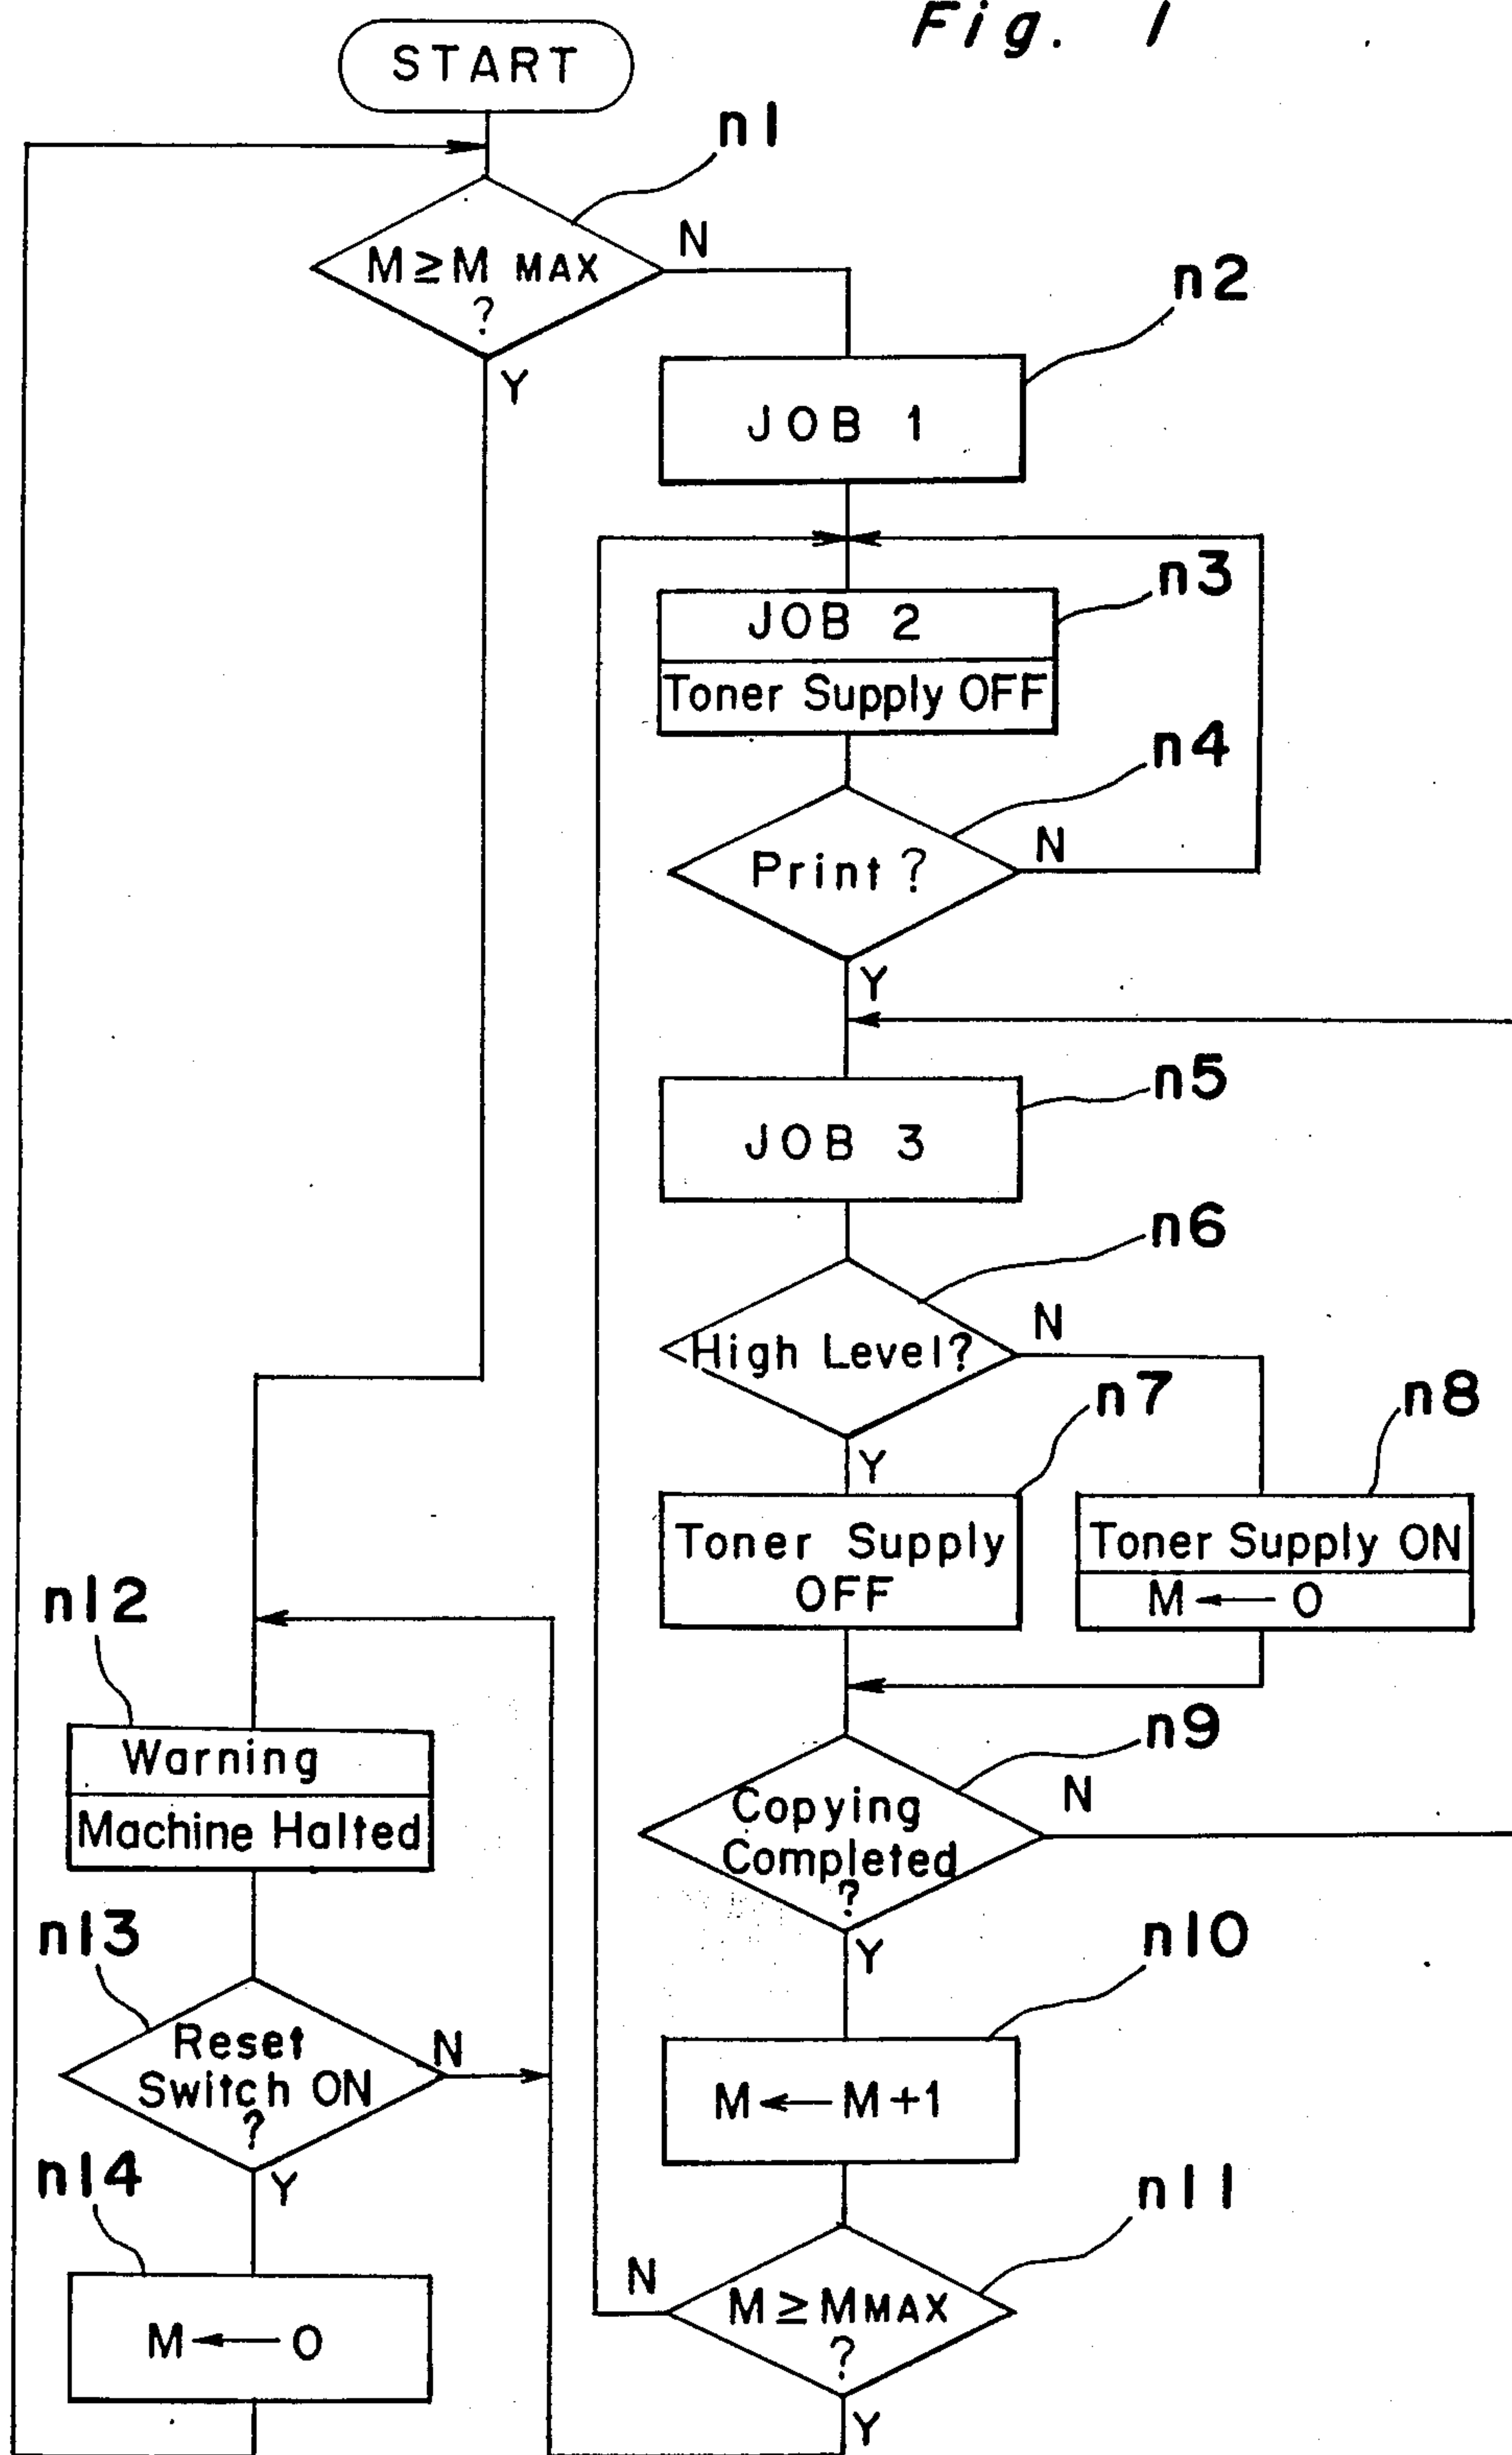 Fig. 1
START
n1
M≥M MAX
?
N
Y
n2
JOB 1
n3
JOB 2
Toner Supply OFF
n4
Print?
N
Y
n5
JOB 3
n6
High Level?
N
Y
n7
Toner Supply
OFF
n8
Toner Supply ON
M ← 0
n9
Copying
Completed
?
N
Y
n10
M ← M+1
n11
M≥MMAX
?
N
Y
n12
Warning
Machine Halted
n13
Reset
Switch ON
?
N
Y
n14
M ← 0